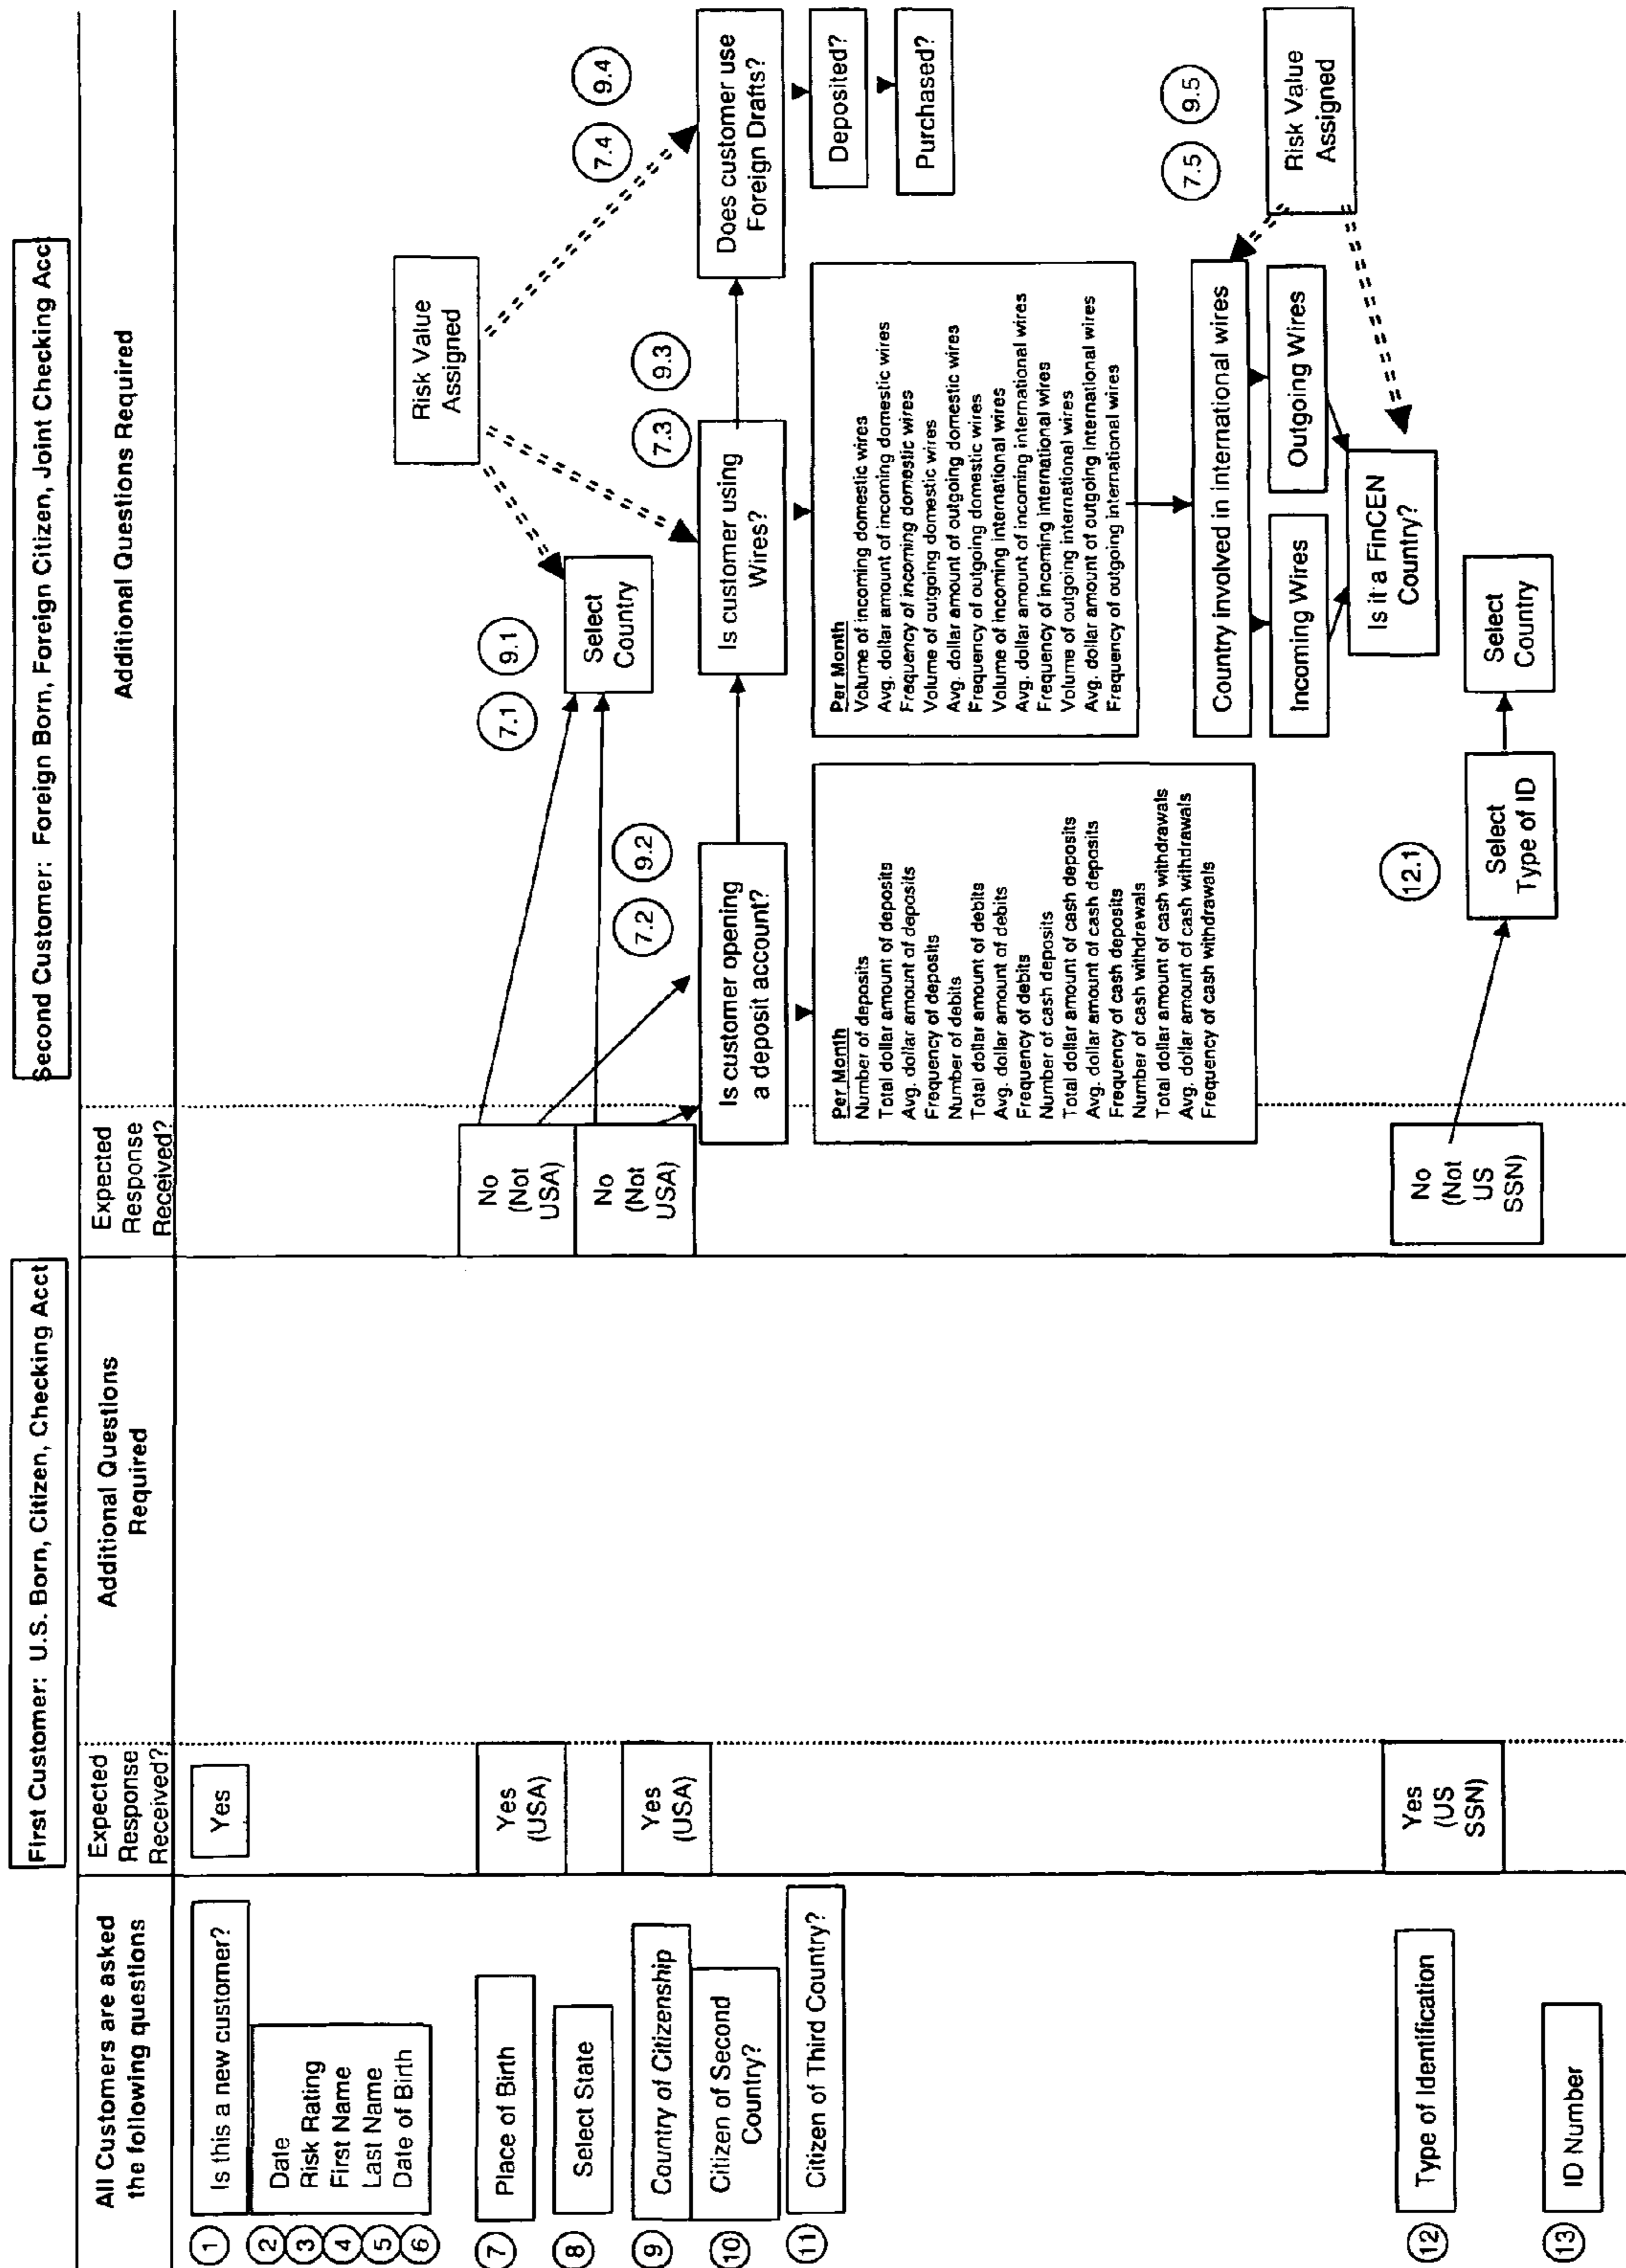 First Customer: U.S. Born, Citizen, Checking Acct
Second Customer: Foreign Born, Foreign Citizen, Joint Checking Acct
All Customers are asked
the following questions
Expected
Response
Received?
Additional Questions
Required
Expected
Response
Received?
Additional Questions Required
1
Is this a new customer?
Yes
2
Date
3
Risk Rating
4
First Name
5
Last Name
6
Date of Birth
7
Place of Birth
Yes
(USA)
No
(Not
USA)
7.1
9.1
Select
Country
Risk Value
Assigned
8
Select State
9
Country of Citizenship
Yes
(USA)
No
(Not
USA)
10
Citizen of Second
Country?
11
Citizen of Third Country?
7.2
9.2
Is customer opening
a deposit account?
7.3
9.3
Is customer using
Wires?
7.4
9.4
Does customer use
Foreign Drafts?
Deposited?
Purchased?
Per Month
Number of deposits
Total dollar amount of deposits
Avg. dollar amount of deposits
Frequency of deposits
Number of debits
Total dollar amount of debits
Avg. dollar amount of debits
Frequency of debits
Number of cash deposits
Total dollar amount of cash deposits
Avg. dollar amount of cash deposits
Frequency of cash deposits
Number of cash withdrawals
Total dollar amount of cash withdrawals
Avg. dollar amount of cash withdrawals
Frequency of cash withdrawals
Per Month
Volume of incoming domestic wires
Avg. dollar amount of incoming domestic wires
Frequency of incoming domestic wires
Volume of outgoing domestic wires
Avg. dollar amount of outgoing domestic wires
Frequency of outgoing domestic wires
Volume of incoming international wires
Avg. dollar amount of incoming international wires
Frequency of incoming international wires
Volume of outgoing international wires
Avg. dollar amount of outgoing international wires
Frequency of outgoing international wires
7.5
9.5
Country involved in international wires
Incoming Wires
Outgoing Wires
Risk Value
Assigned
Is it a FinCEN
Country?
12
Type of Identification
Yes
(US
SSN)
No
(Not
US
SSN)
12.1
Select
Type of ID
Select
Country
13
ID Number